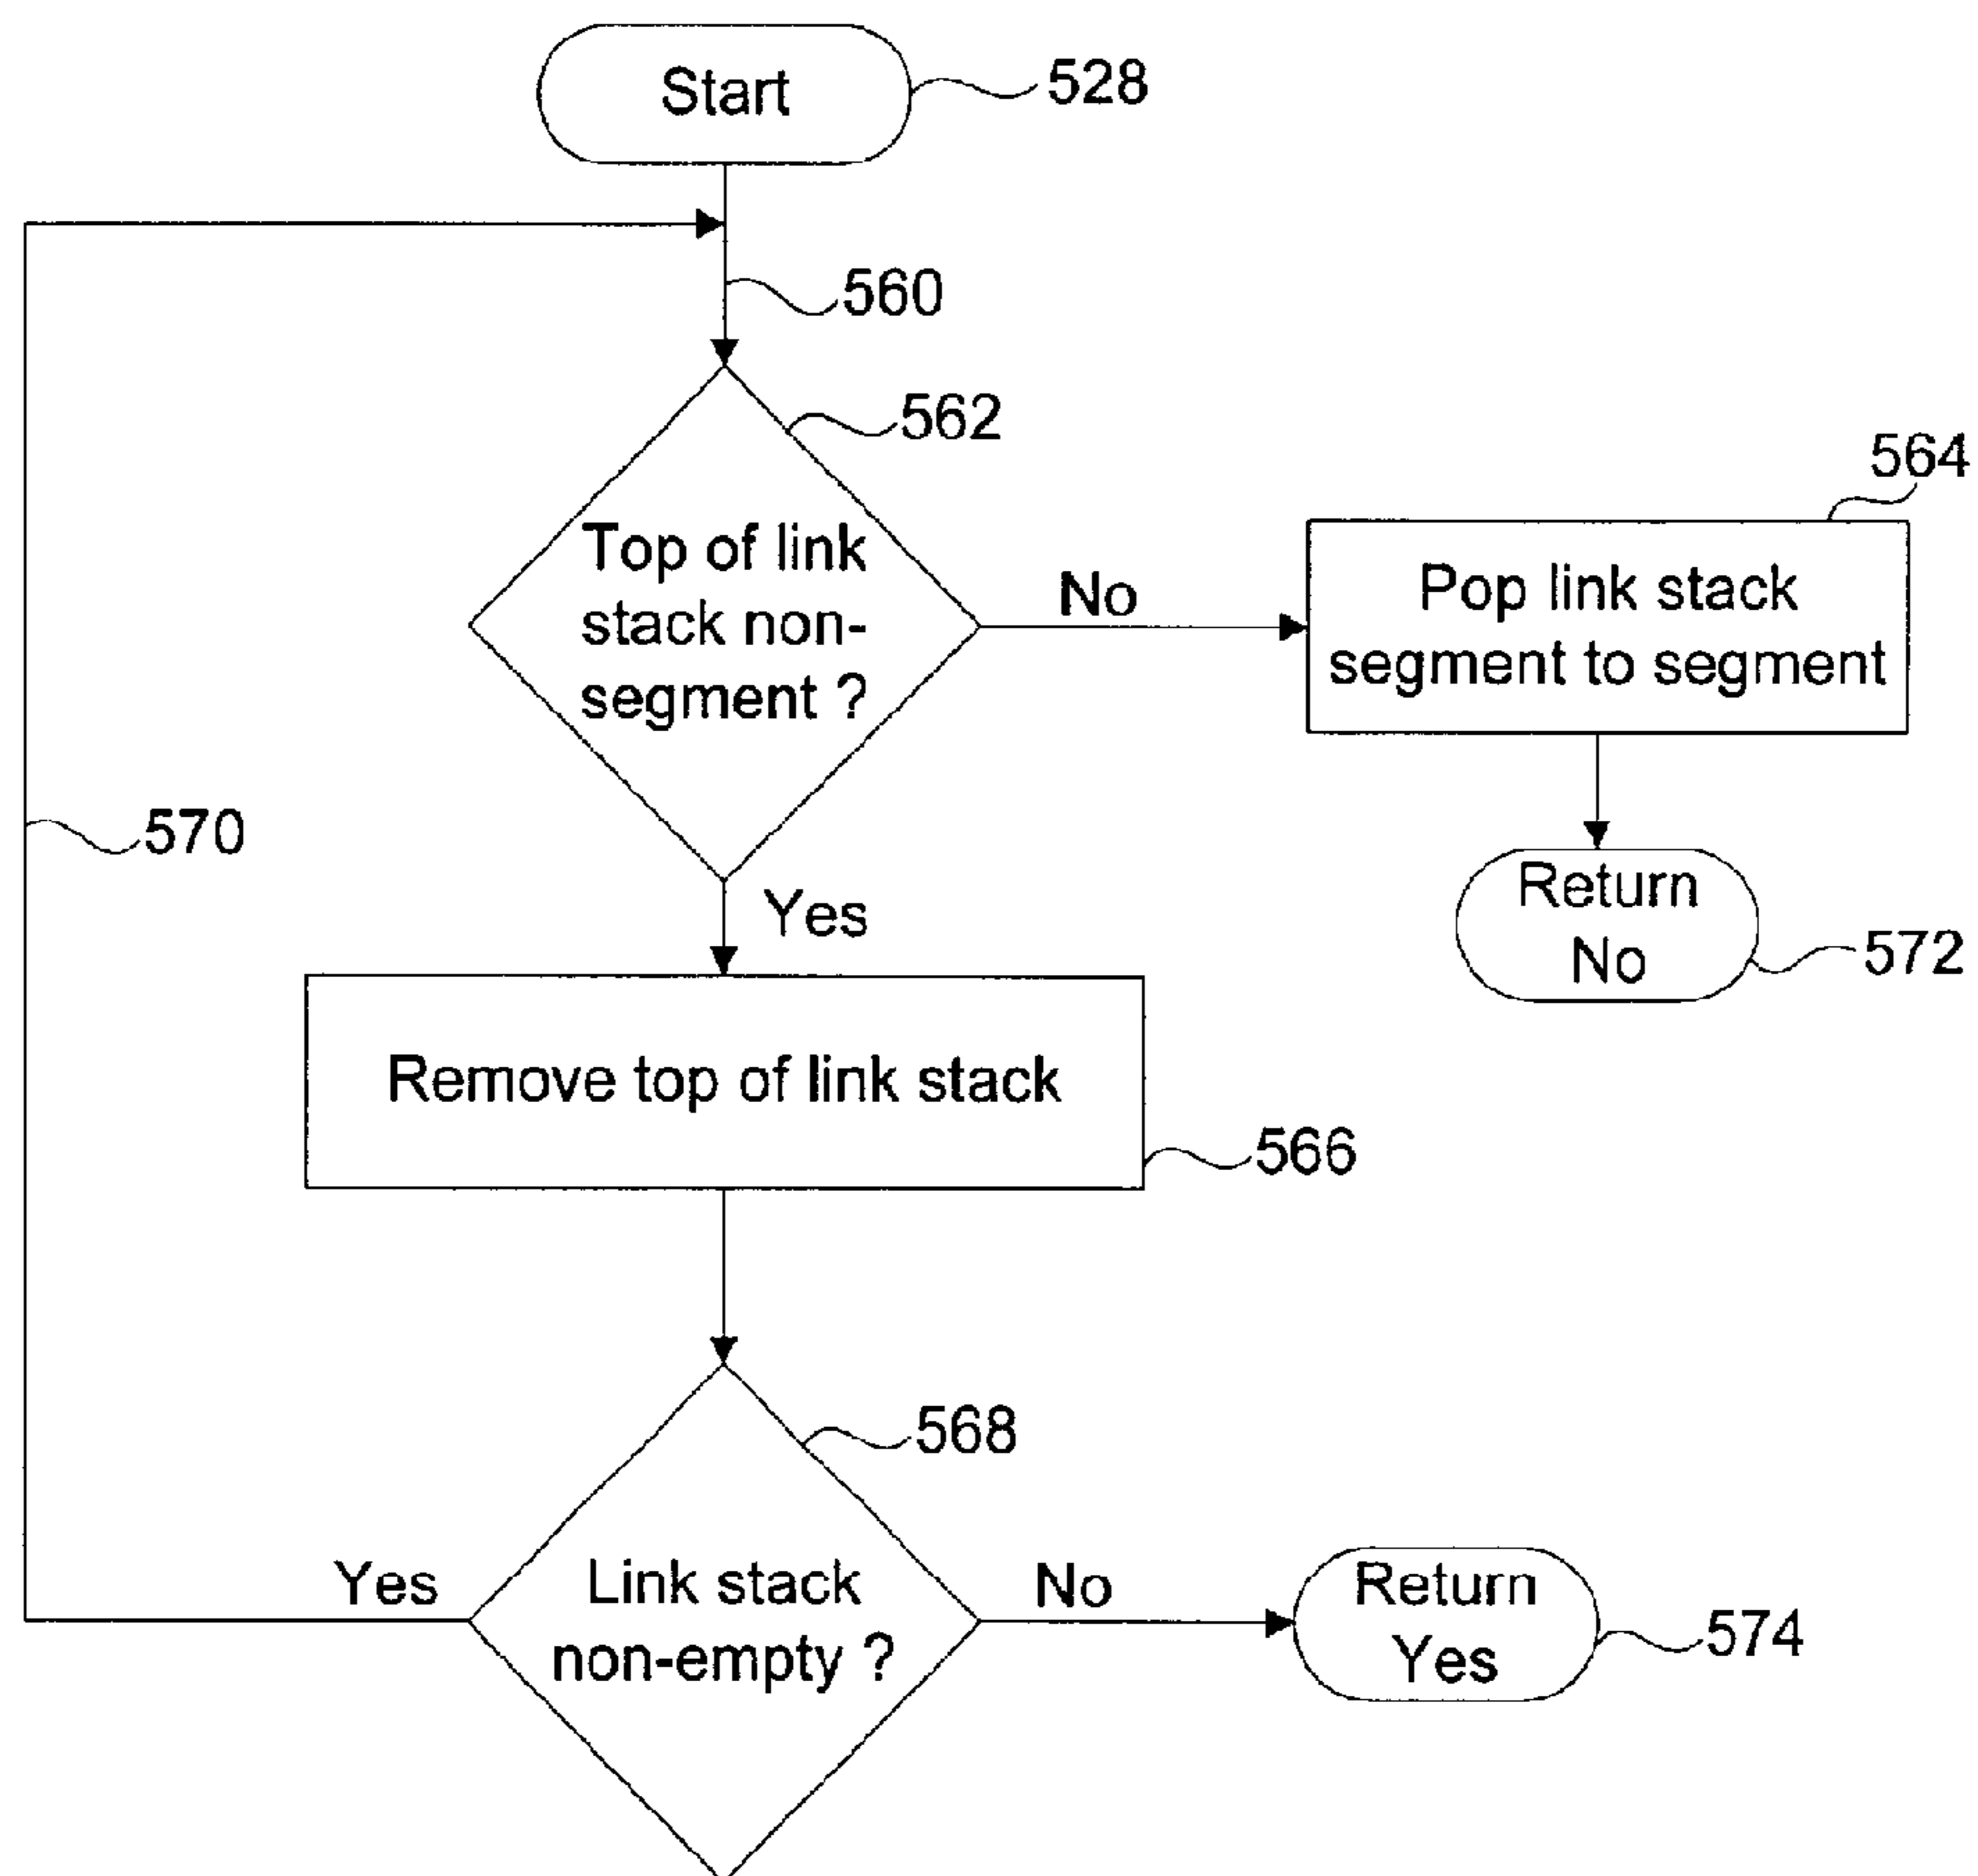 Start
528
560
562
Top of link
stack non-
segment ?
No
564
Pop link stack
segment to segment
Return
No
572
570
Yes
Remove top of link stack
566
568
Link stack
non-empty ?
Yes
No
Return
Yes
574